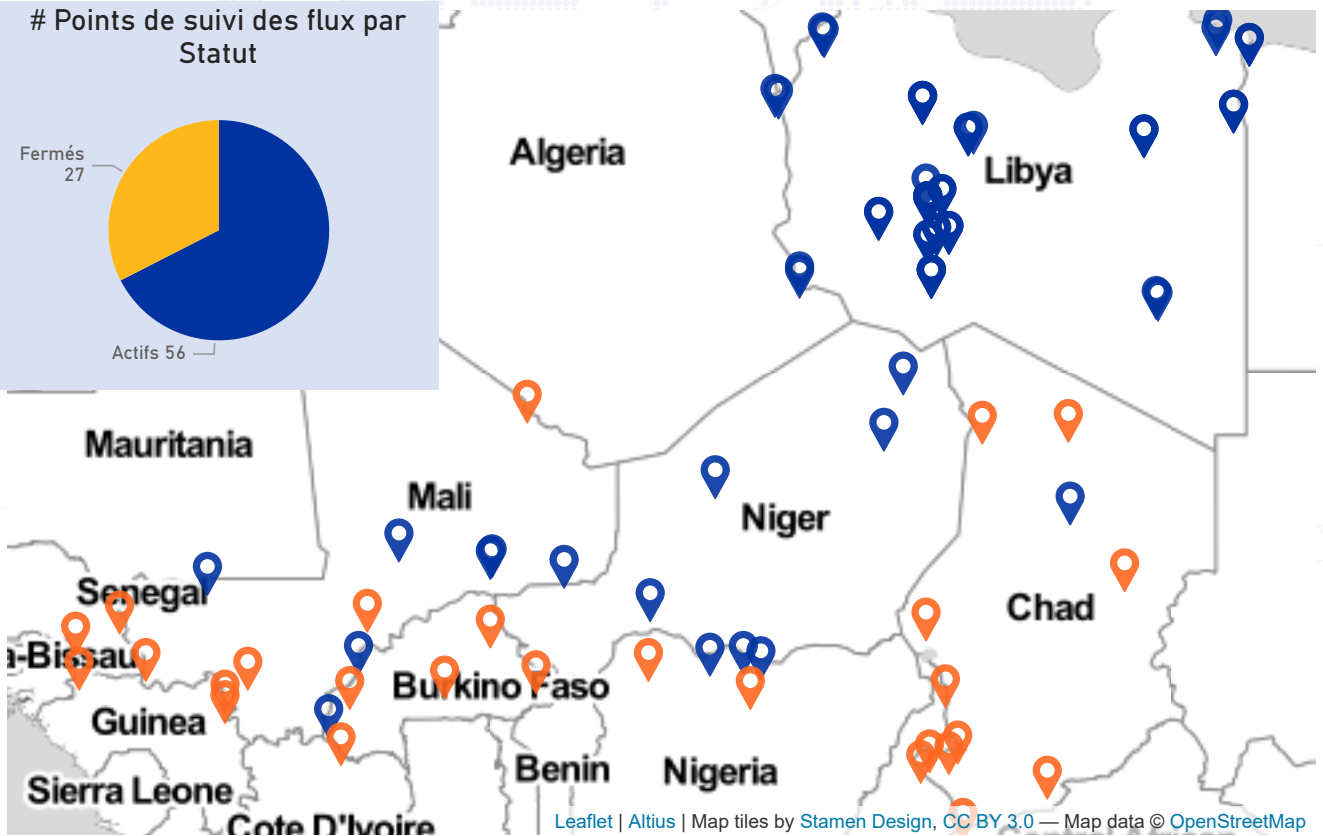 # Points de suivi des flux par
Statut
Fermés
27
Actifs 56
Algeria
Libya
Mauritania
Mali
Niger
Senegal
Chad
a-Bissau
Burkino Faso
Guinea
Benin
Nigeria
Sierra Leone
Cote D'Ivoire
Leaflet | Altius | Map tiles by Stamen Design, CC BY 3.0 — Map data © OpenStreetMap